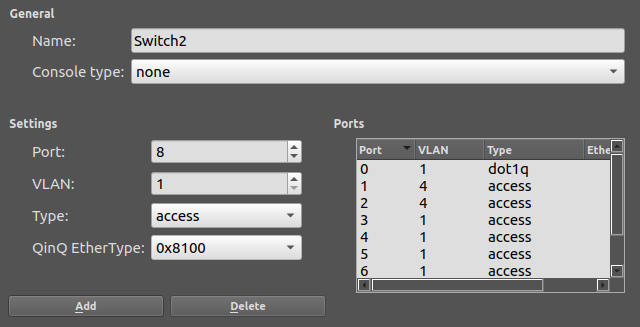 General
Name: Switch2
Console type: none
Settings
Port: 8
VLAN: 1
Type: access
QinQ EtherType: 0x8100
Add Delete
Ports
Port VLAN Type Ethe
0 1 dot1q
1 4 access
2 4 access
3 1 access
4 1 access
5 1 access
6 1 access